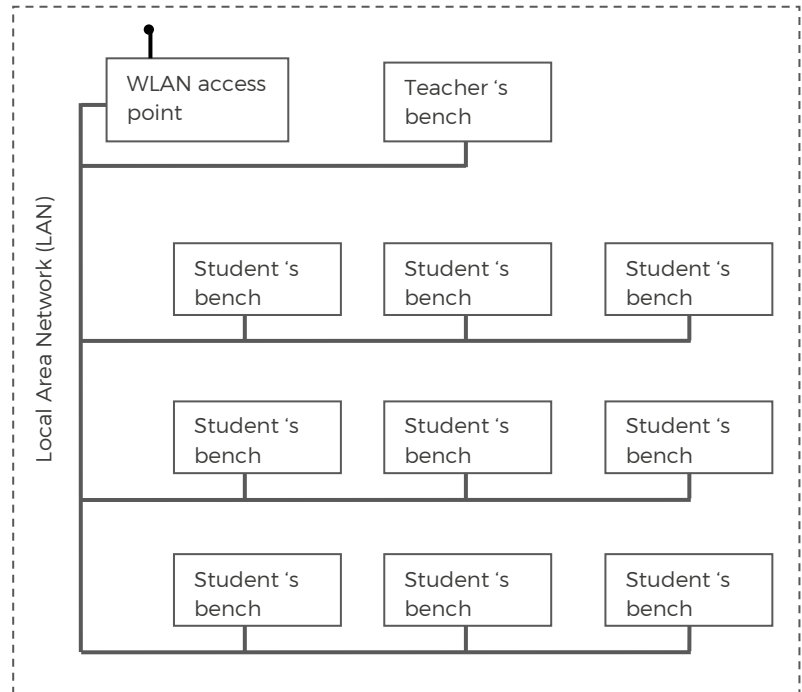 WLAN access
point
Teacher ‘s
bench
Local Area Network (LAN)
Student ‘s
bench
Student ‘s
bench
Student ‘s
bench
Student ‘s
bench
Student ‘s
bench
Student ‘s
bench
Student ‘s
bench
Student ‘s
bench
Student ‘s
bench